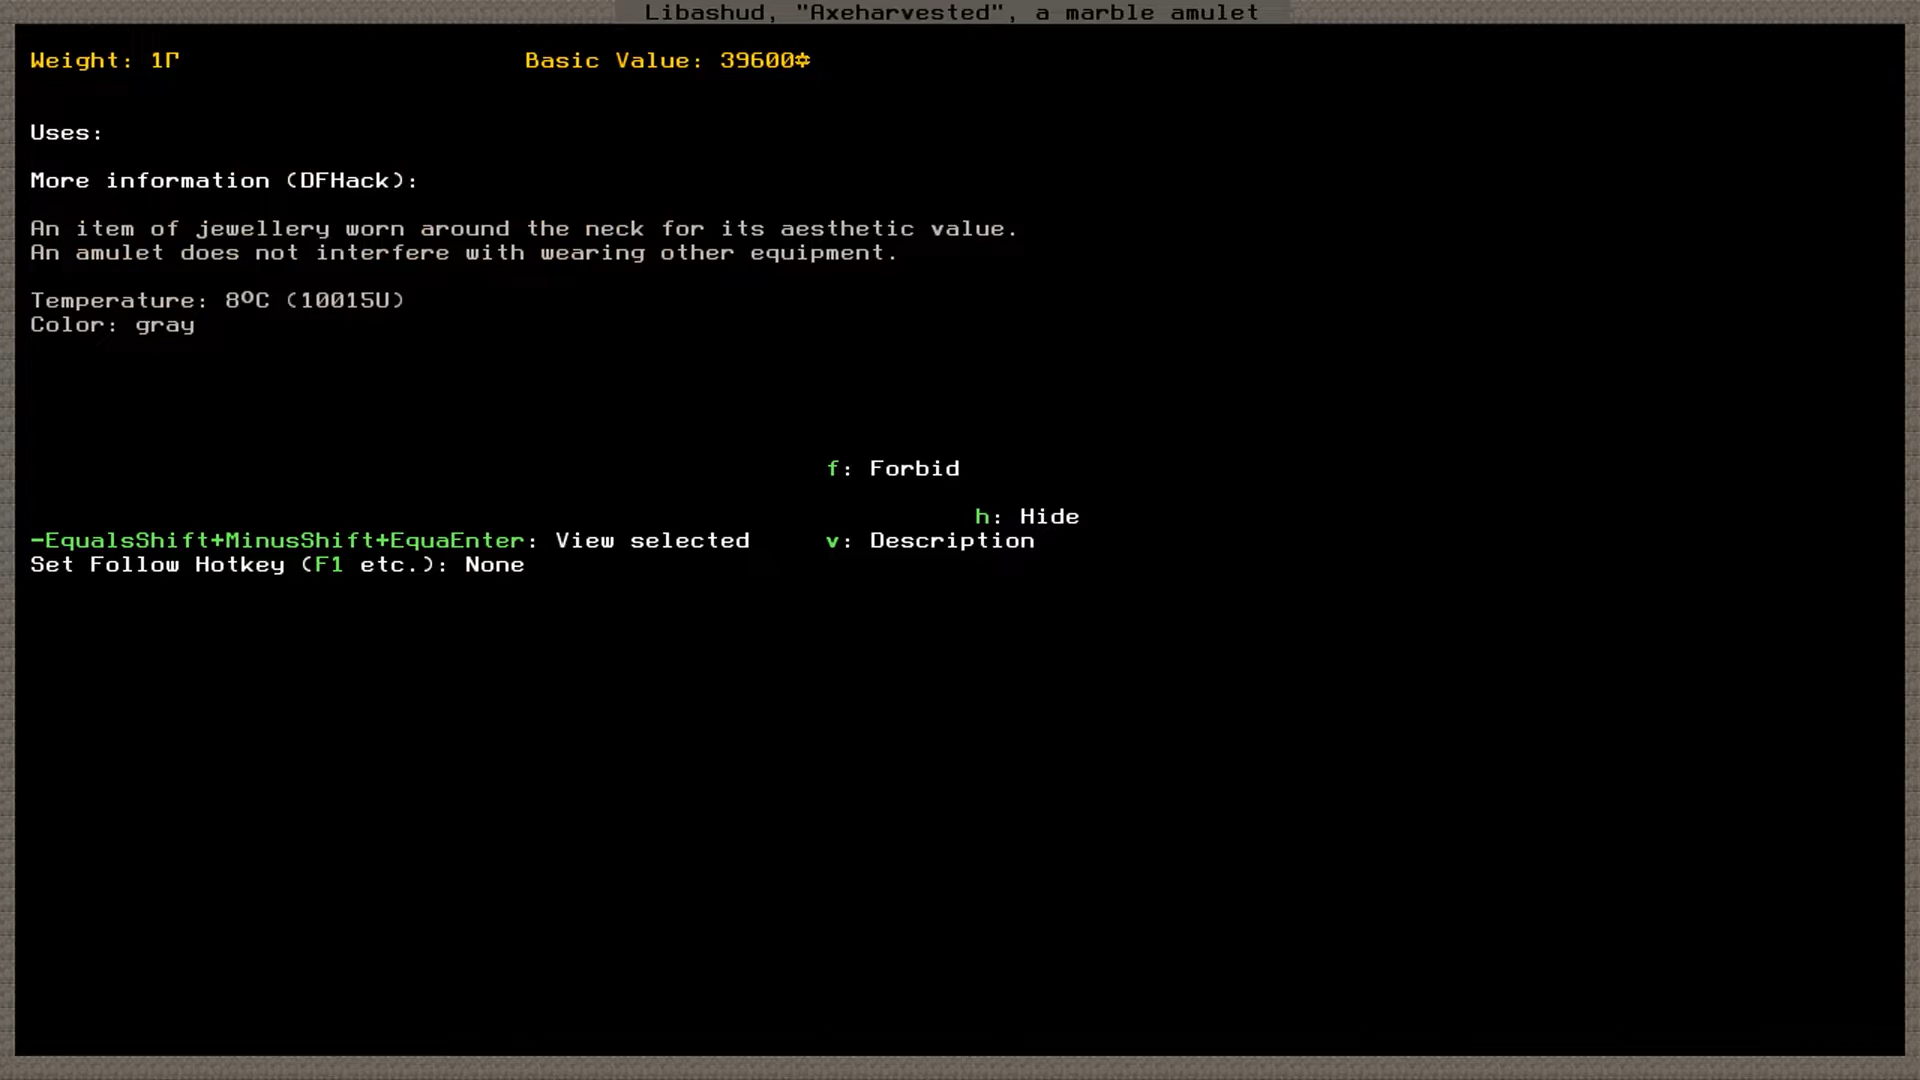 Libashud, "Axeharvested", a marble amulet
Weight: 1Γ Basic Value: 39600☼
Uses:
More information (DFHack):
An item of jewellery worn around the neck for its aesthetic value.
An amulet does not interfere with wearing other equipment.
Temperature: 8ºC (10015U)
Color: gray
f: Forbid
h: Hide
-EqualsShift+MinusShift+EquaEnter: View selected v: Description
Set Follow Hotkey (F1 etc.): None